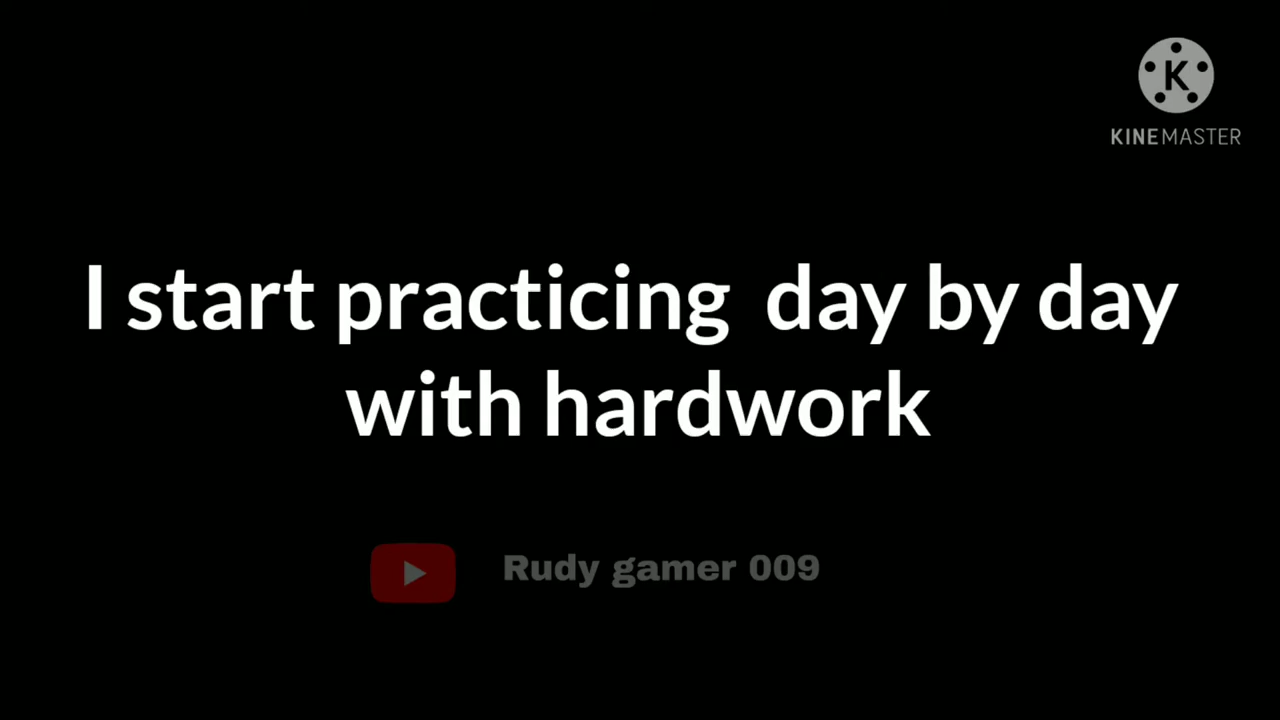 K
KINEMASTER
I start practicing  day by day
with hardwork
Rudy gamer 009